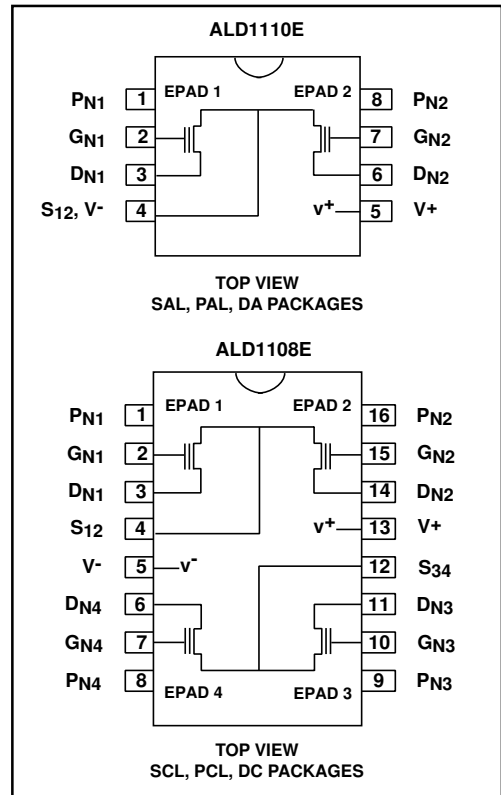 ALD1110E
PN1 1 EPAD 1 EPAD 2 8 PN2
GN1 2 7 GN2
DN1 3 6 DN2
S12, V- 4 v+ 5 V+
TOP VIEW
SAL, PAL, DA PACKAGES
ALD1108E
PN1 1 EPAD 1 EPAD 2 16 PN2
GN1 2 15 GN2
DN1 3 14 DN2
S12 4 v+ 13 V+
V- 5 v- 12 S34
DN4 6 11 DN3
GN4 7 10 GN3
PN4 8 EPAD 4 EPAD 3 9 PN3
TOP VIEW
SCL, PCL, DC PACKAGES